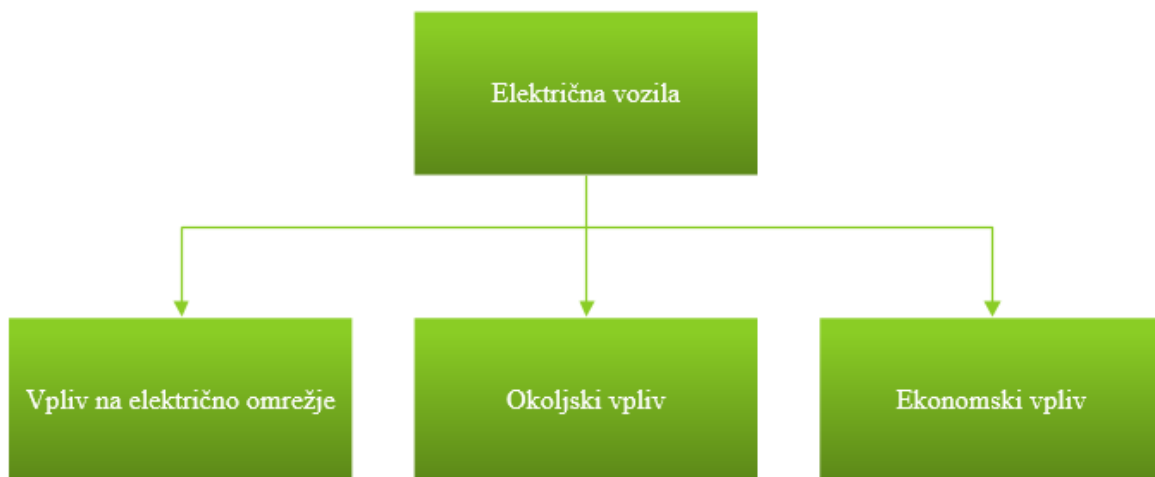 Električna vozila
Vpliv na električno omrežje
Okoljski vpliv
Ekonomski vpliv